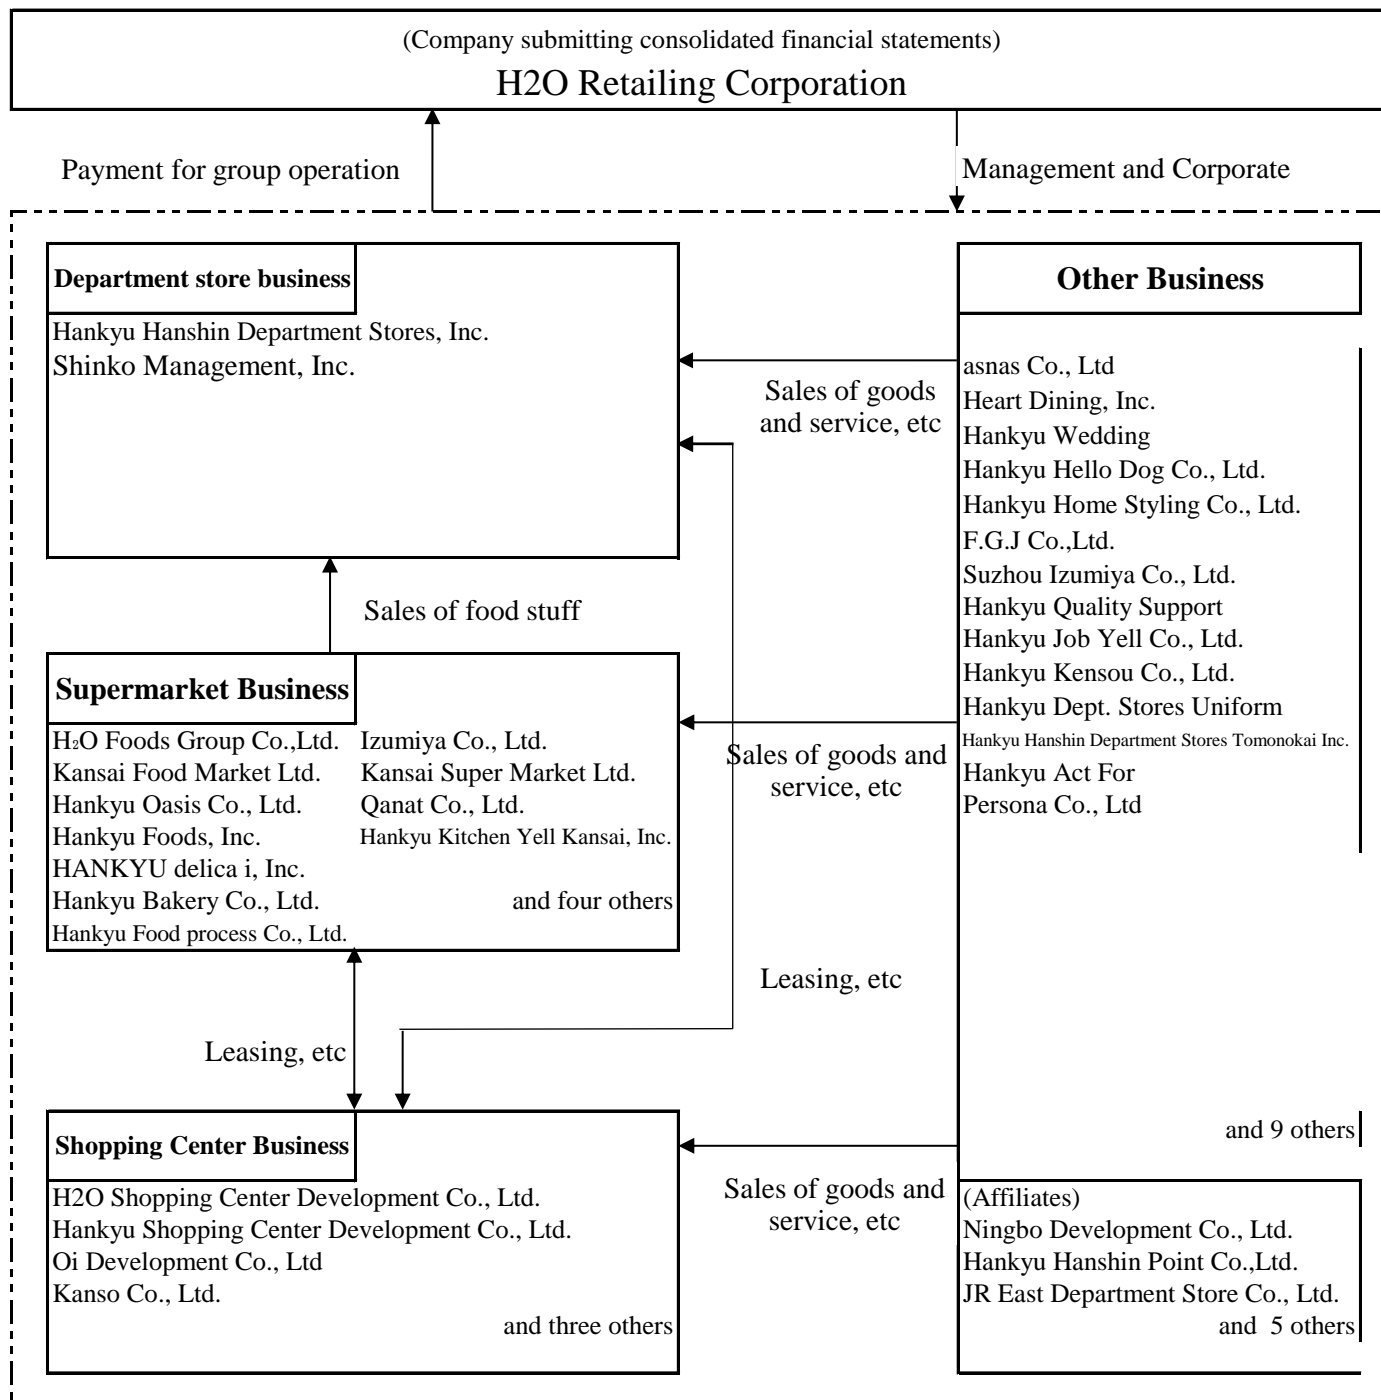 (Company submitting consolidated financial statements)
H2O Retailing Corporation
Payment for group operation
Management and Corporate
Department store business
Hankyu Hanshin Department Stores, Inc.
Shinko Management, Inc.
Sales of goods
and service, etc
Sales of food stuff
Supermarket Business
H₂O Foods Group Co.,Ltd.
Kansai Food Market Ltd.
Hankyu Oasis Co., Ltd.
Hankyu Foods, Inc.
HANKYU delica i, Inc.
Hankyu Bakery Co., Ltd.
Hankyu Food process Co., Ltd.
Izumiya Co., Ltd.
Kansai Super Market Ltd.
Qanat Co., Ltd.
Hankyu Kitchen Yell Kansai, Inc.
and four others
Sales of goods and
service, etc
Leasing, etc
Leasing, etc
Shopping Center Business
H2O Shopping Center Development Co., Ltd.
Hankyu Shopping Center Development Co., Ltd.
Oi Development Co., Ltd
Kanso Co., Ltd.
and three others
Sales of goods and
service, etc
Other Business
asnas Co., Ltd
Heart Dining, Inc.
Hankyu Wedding
Hankyu Hello Dog Co., Ltd.
Hankyu Home Styling Co., Ltd.
F.G.J Co.,Ltd.
Suzhou Izumiya Co., Ltd.
Hankyu Quality Support
Hankyu Job Yell Co., Ltd.
Hankyu Kensou Co., Ltd.
Hankyu Dept. Stores Uniform
Hankyu Hanshin Department Stores Tomonokai Inc.
Hankyu Act For
Persona Co., Ltd
and 9 others
(Affiliates)
Ningbo Development Co., Ltd.
Hankyu Hanshin Point Co.,Ltd.
JR East Department Store Co., Ltd.
and 5 others